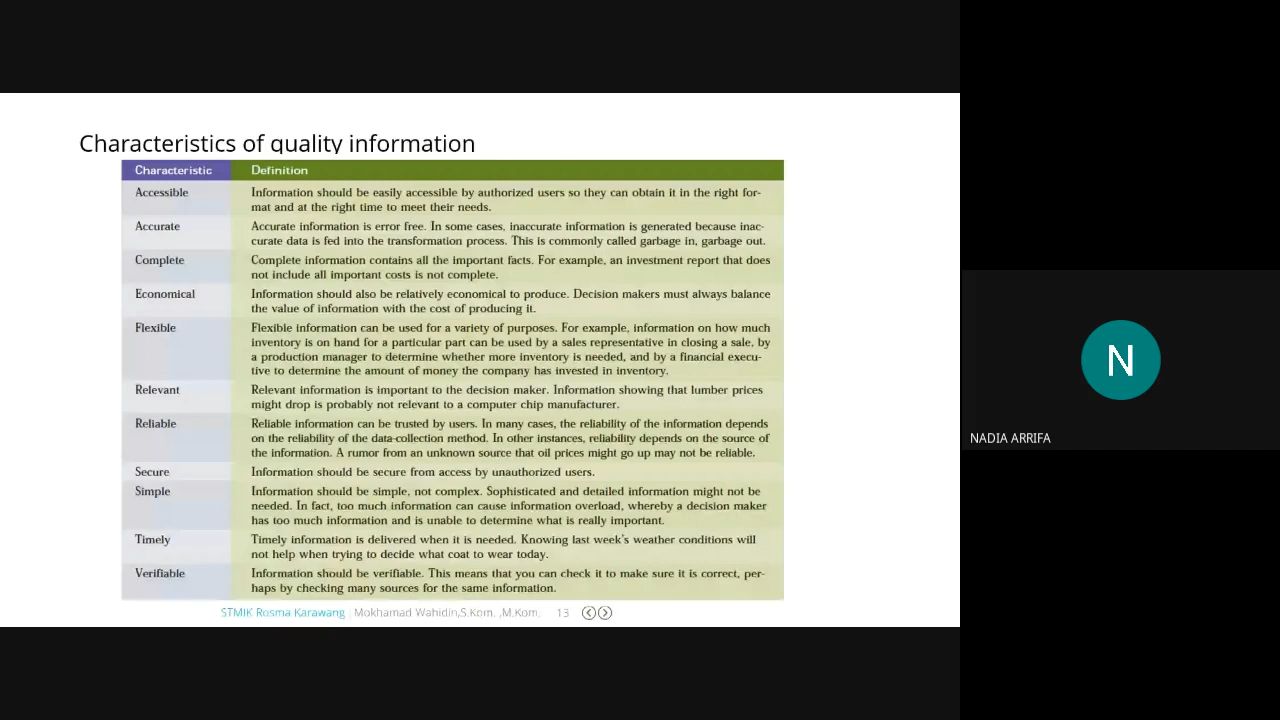 Characteristics of quality information
Characteristic Definition
Accessible Information should be easily accessible by authorized users so they can obtain it in the right for-
mat and at the right time to meet their needs.
Accurate Accurate information is error free. In some cases, inaccurate information is generated because inac-
curate data is fed into the transformation process. This is commonly called garbage in, garbage out.
Complete Complete information contains all the important facts. For example, an investment report that does
not include all important costs is not complete.
Economical Information should also be relatively economical to produce. Decision makers must always balance
the value of information with the cost of producing it.
Flexible Flexible information can be used for a variety of purposes. For example, information on how much
inventory is on hand for a particular part can be used by a sales representative in closing a sale, by
a production manager to determine whether more inventory is needed, and by a financial execu-
tive to determine the amount of money the company has invested in inventory.
Relevant Relevant information is important to the decision maker. Information showing that lumber prices
might drop is probably not relevant to a computer chip manufacturer.
Reliable Reliable information can be trusted by users. In many cases, the reliability of the information depends
on the reliability of the data-collection method. In other instances, reliability depends on the source of
the information. A rumor from an unknown source that oil prices might go up may not be reliable.
Secure Information should be secure from access by unauthorized users.
Simple Information should be simple, not complex. Sophisticated and detailed information might not be
needed. In fact, too much information can cause information overload, whereby a decision maker
has too much information and is unable to determine what is really important.
Timely Timely information is delivered when it is needed. Knowing last week's weather conditions will
not help when trying to decide what coat to wear today.
Verifiable Information should be verifiable. This means that you can check it to make sure it is correct, per-
haps by checking many sources for the same information.
STMIK Rosma Karawang Mokhamad Wahidin,S.Kom. .,M.Kom. 13
N
NADIA ARRIFA